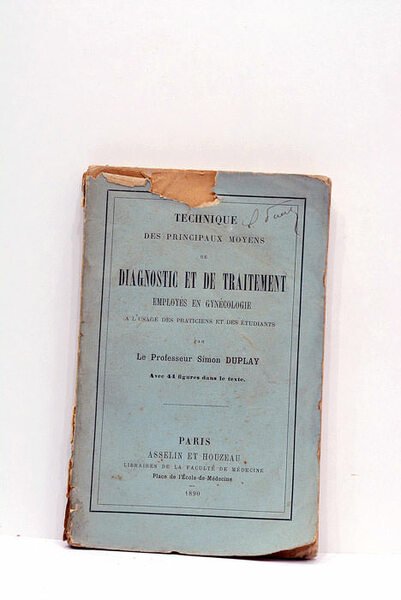 TECHNIQUE
DES PRINCIPAUX MOYENS
DE
DIAGNOSTIC ET DE TRAITEMENT
EMPLOYÉS EN GYNÉCOLOGIE
A L'USAGE DES PRATICIENS ET DES ÉTUDIANTS
PAR
Le Professeur Simon DUPLAY
Avec 44 figures dans le texte.
PARIS
ASSELIN ET HOUZEAU
LIBRAIRES DE LA FACULTÉ DE MÉDECINE
Place de l'École-de-Médecine
1890